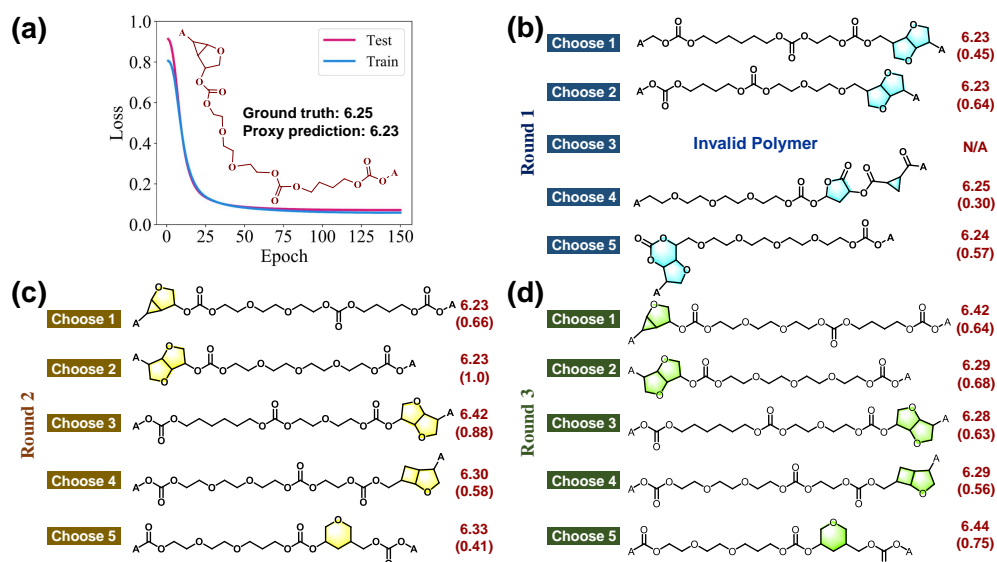 (a)
1.0
0.8
0.6
0.4
0.2
0.0
Loss
0
25
50
75
100
125
150
Epoch
Test
Train
Ground truth: 6.25
Proxy prediction: 6.23
A
O
O
O
O
O
O
O
O
O
O
O-A
(b)
Round 1
Choose 1
6.23
(0.45)
Choose 2
6.23
(0.64)
Choose 3
Invalid Polymer
N/A
Choose 4
6.25
(0.30)
Choose 5
6.24
(0.57)
(c)
Round 2
Choose 1
6.23
(0.66)
Choose 2
6.23
(1.0)
Choose 3
6.42
(0.88)
Choose 4
6.30
(0.58)
Choose 5
6.33
(0.41)
(d)
Round 3
Choose 1
6.42
(0.64)
Choose 2
6.29
(0.68)
Choose 3
6.28
(0.63)
Choose 4
6.29
(0.56)
Choose 5
6.44
(0.75)